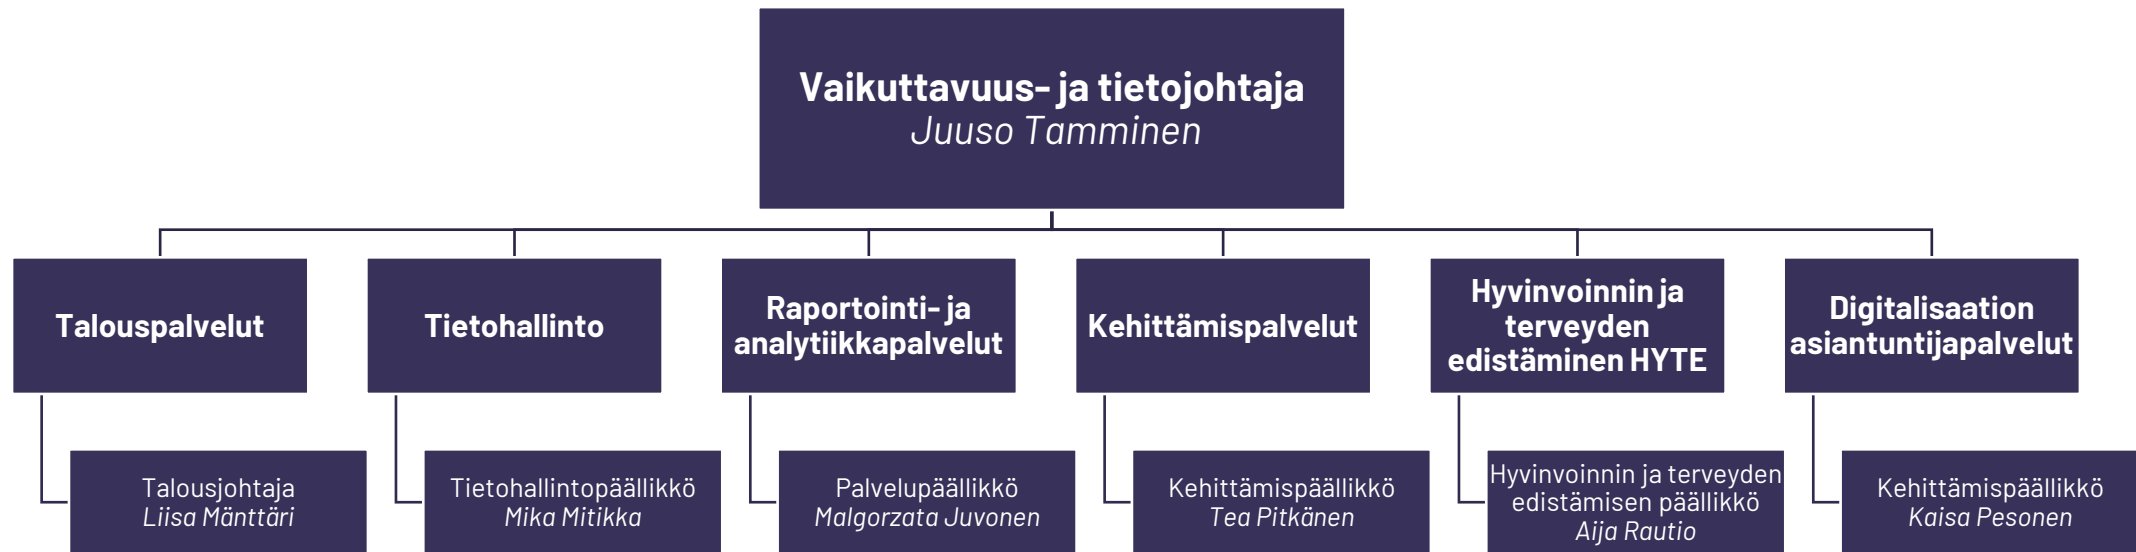 Vaikuttavuus- ja tietojohtaja
Juuso Tamminen
Talouspalvelut
Tietohallinto
Raportointi- ja
analytiikkapalvelut
Kehittämispalvelut
Hyvinvoinnin ja
terveyden
edistäminen HYTE
Digitalisaation
asiantuntijapalvelut
Talousjohtaja
Liisa Mänttäri
Tietohallintopäällikkö
Mika Mitikka
Palvelupäällikkö
Malgorzata Juvonen
Kehittämispäällikkö
Tea Pitkänen
Hyvinvoinnin ja terveyden
edistämisen päällikkö
Aija Rautio
Kehittämispäällikkö
Kaisa Pesonen